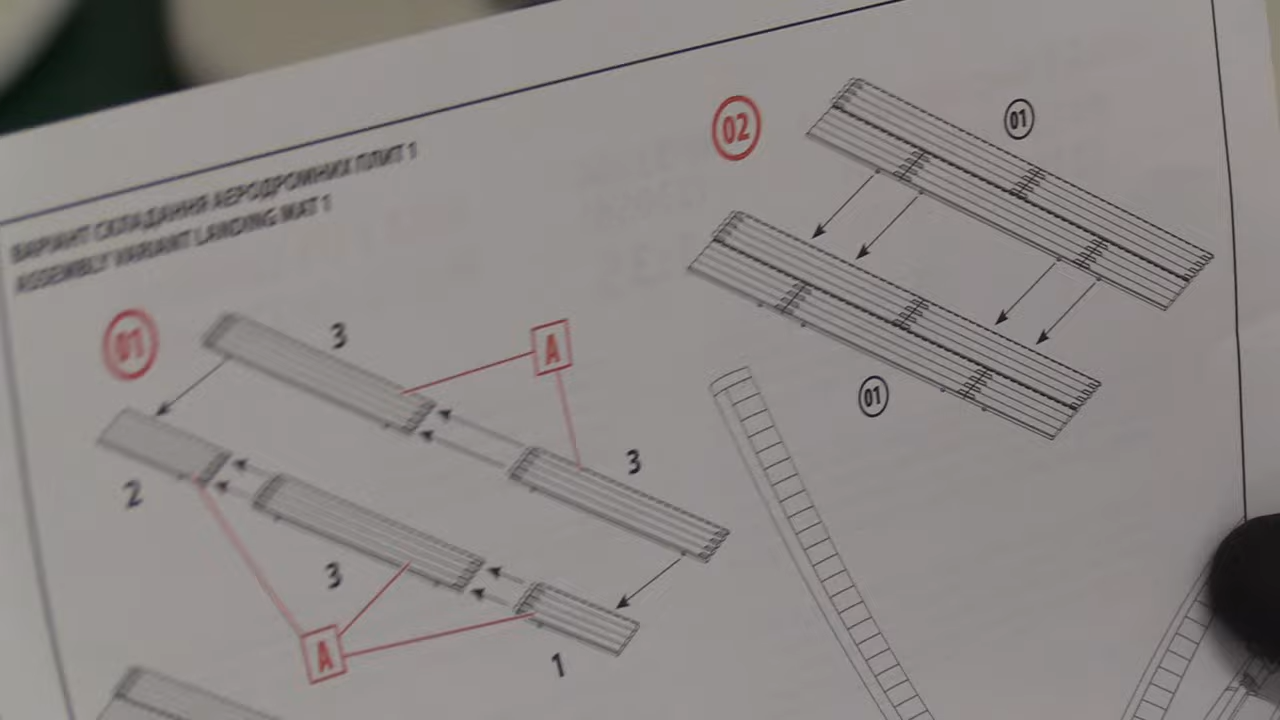 ВАРІАНТ СКЛАДАННЯ АЕРОДРОМНИХ ПЛИТ 1
ASSEMBLY VARIANT LANDING MAT 1
01
3
A
3
2
3
A
1
02
01
01